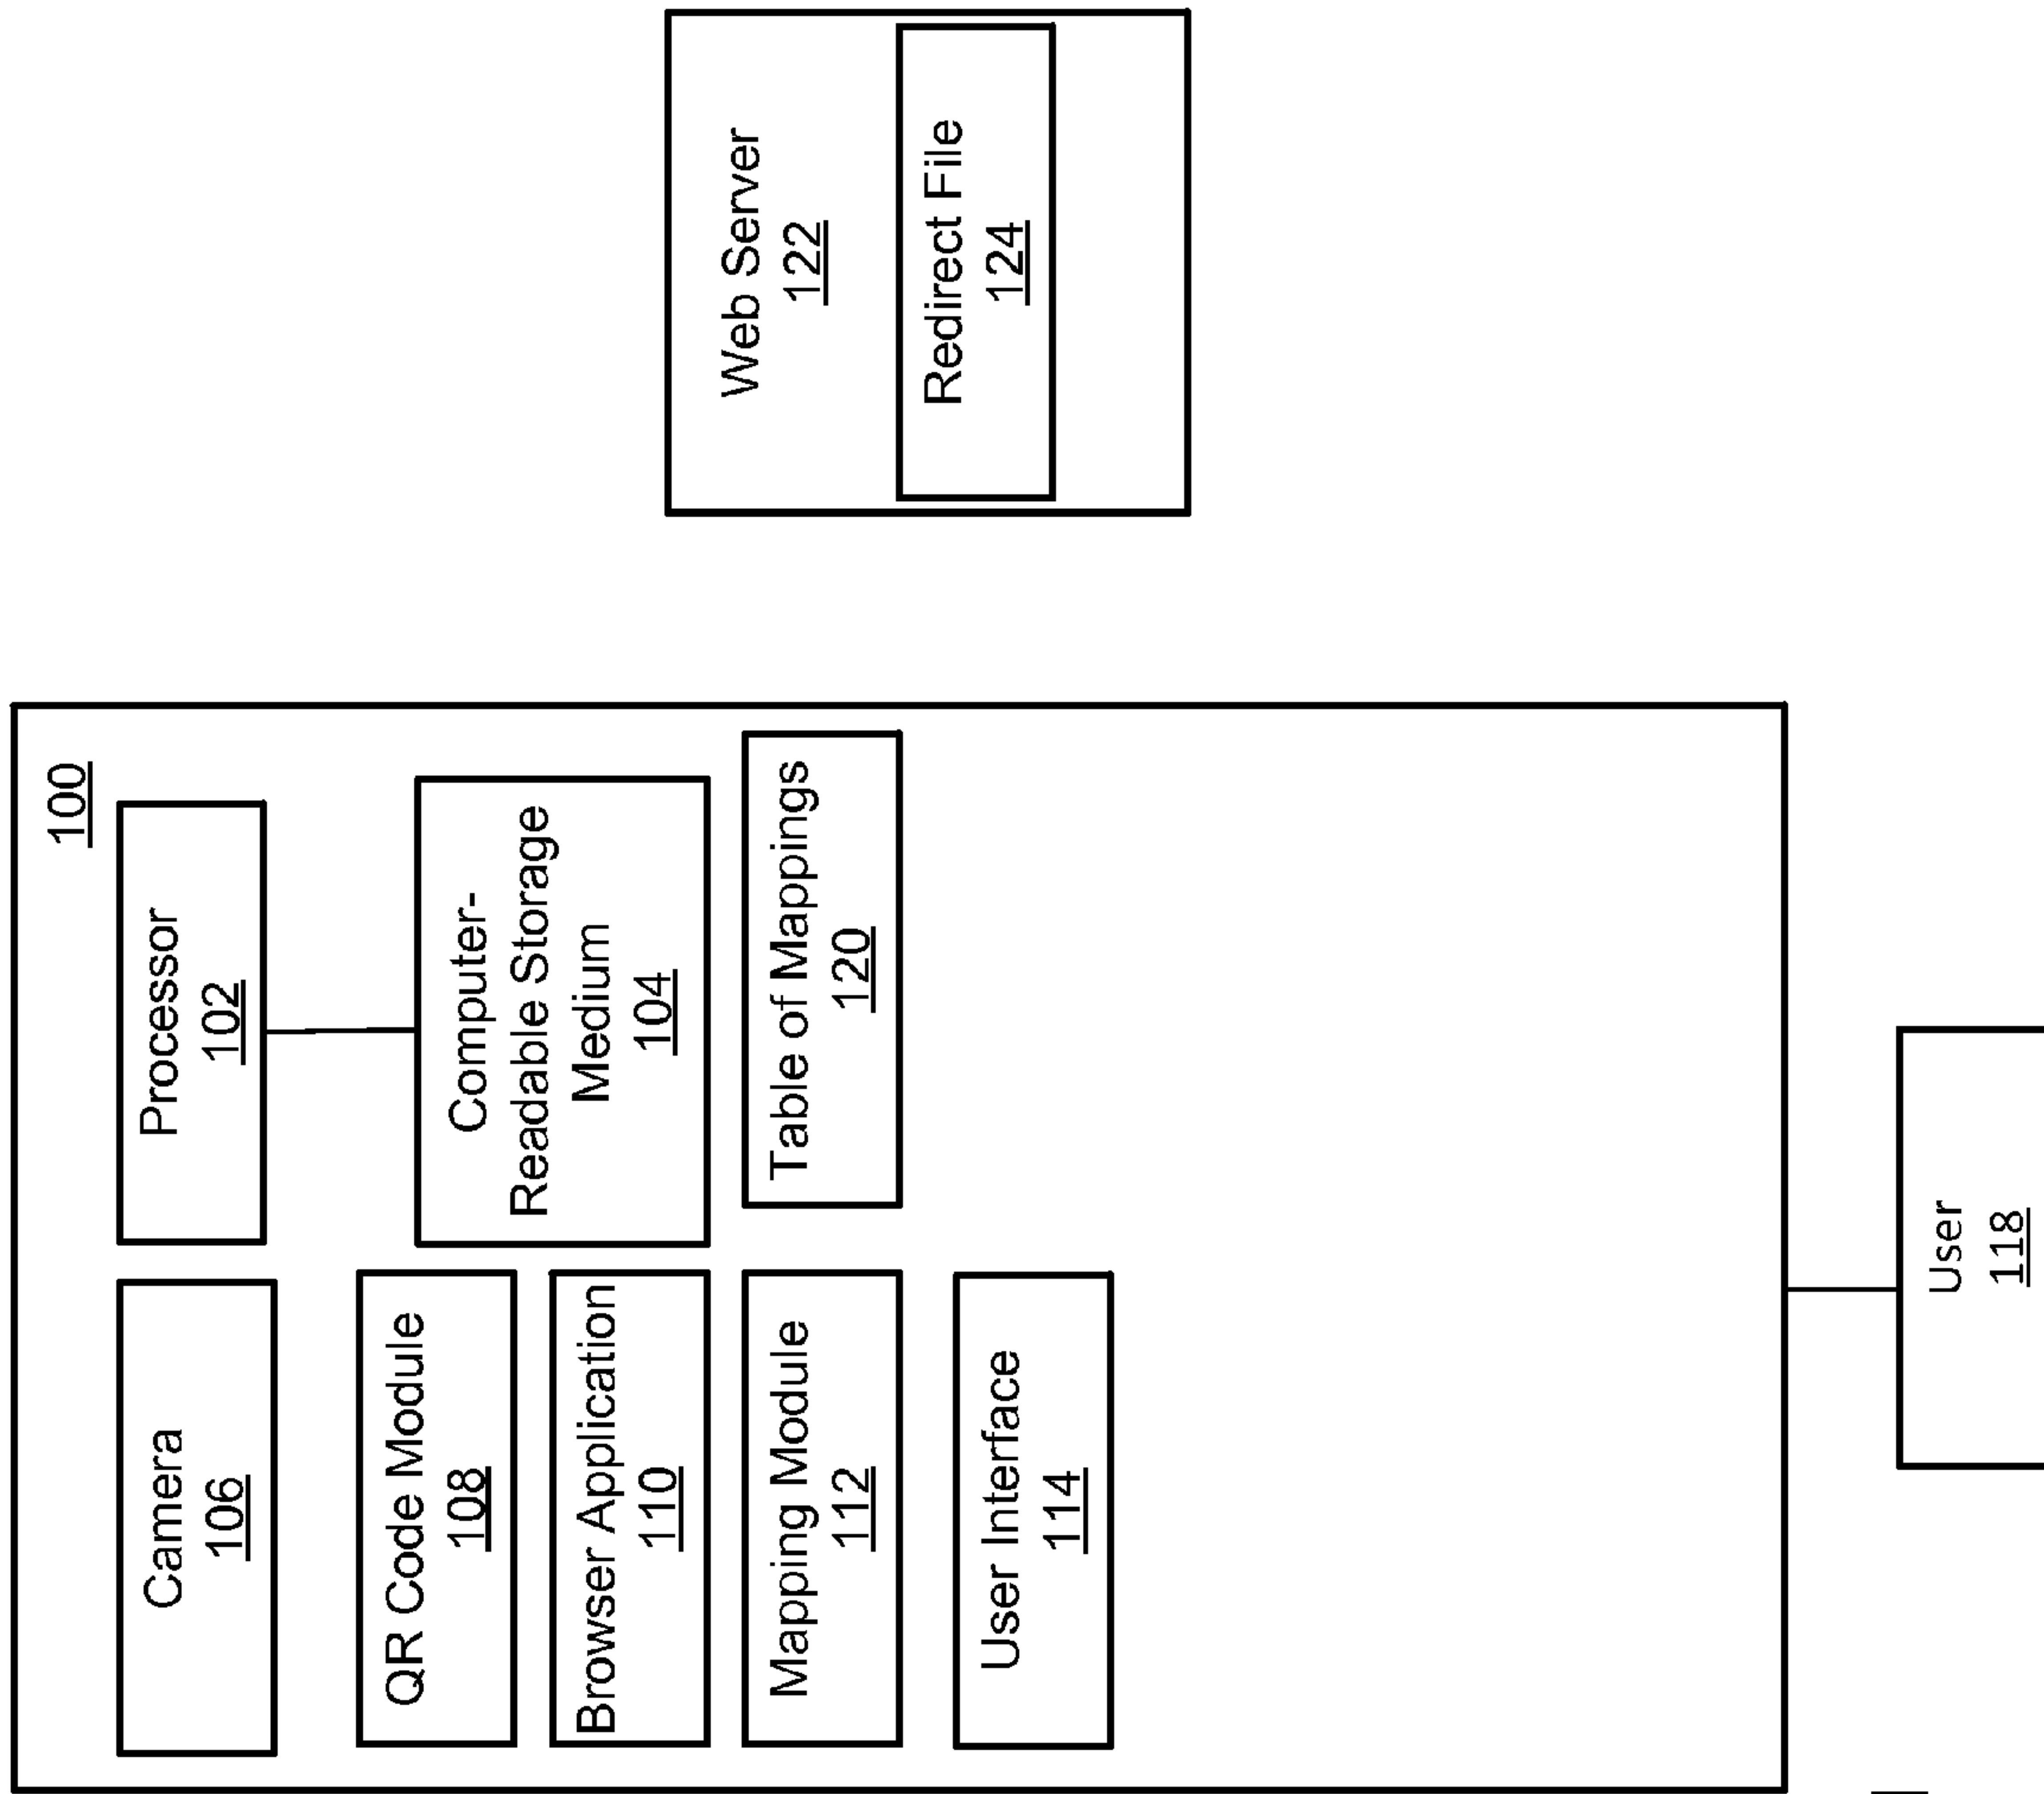 100
Camera
106
Processor
102
QR Code Module
108
Computer-
Readable Storage
Medium
104
Browser Application
110
Mapping Module
112
Table of Mappings
120
User Interface
114
Web Server
122
Redirect File
124
User
118